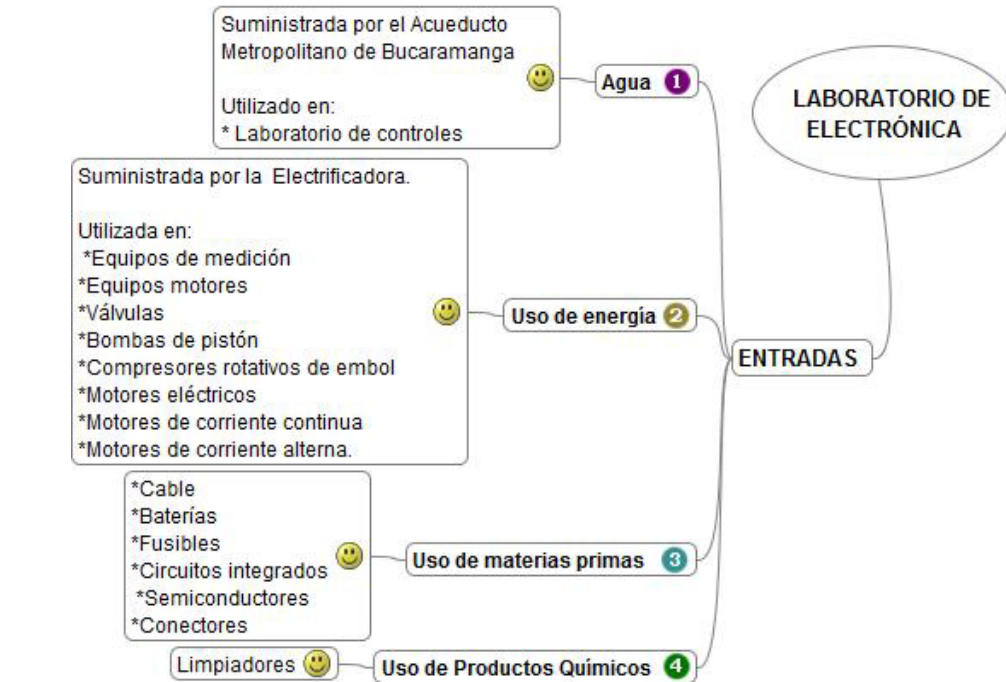 LABORATORIO DE
ELECTRÓNICA
ENTRADAS
Agua 1
Suministrada por el Acueducto
Metropolitano de Bucaramanga
Utilizado en:
* Laboratorio de controles
Uso de energía 2
Suministrada por la Electrificadora.
Utilizada en:
*Equipos de medición
*Equipos motores
*Válvulas
*Bombas de pistón
*Compresores rotativos de embol
*Motores eléctricos
*Motores de corriente continua
*Motores de corriente alterna.
Uso de materias primas 3
*Cable
*Baterías
*Fusibles
*Circuitos integrados
*Semiconductores
*Conectores
Uso de Productos Químicos 4
Limpiadores